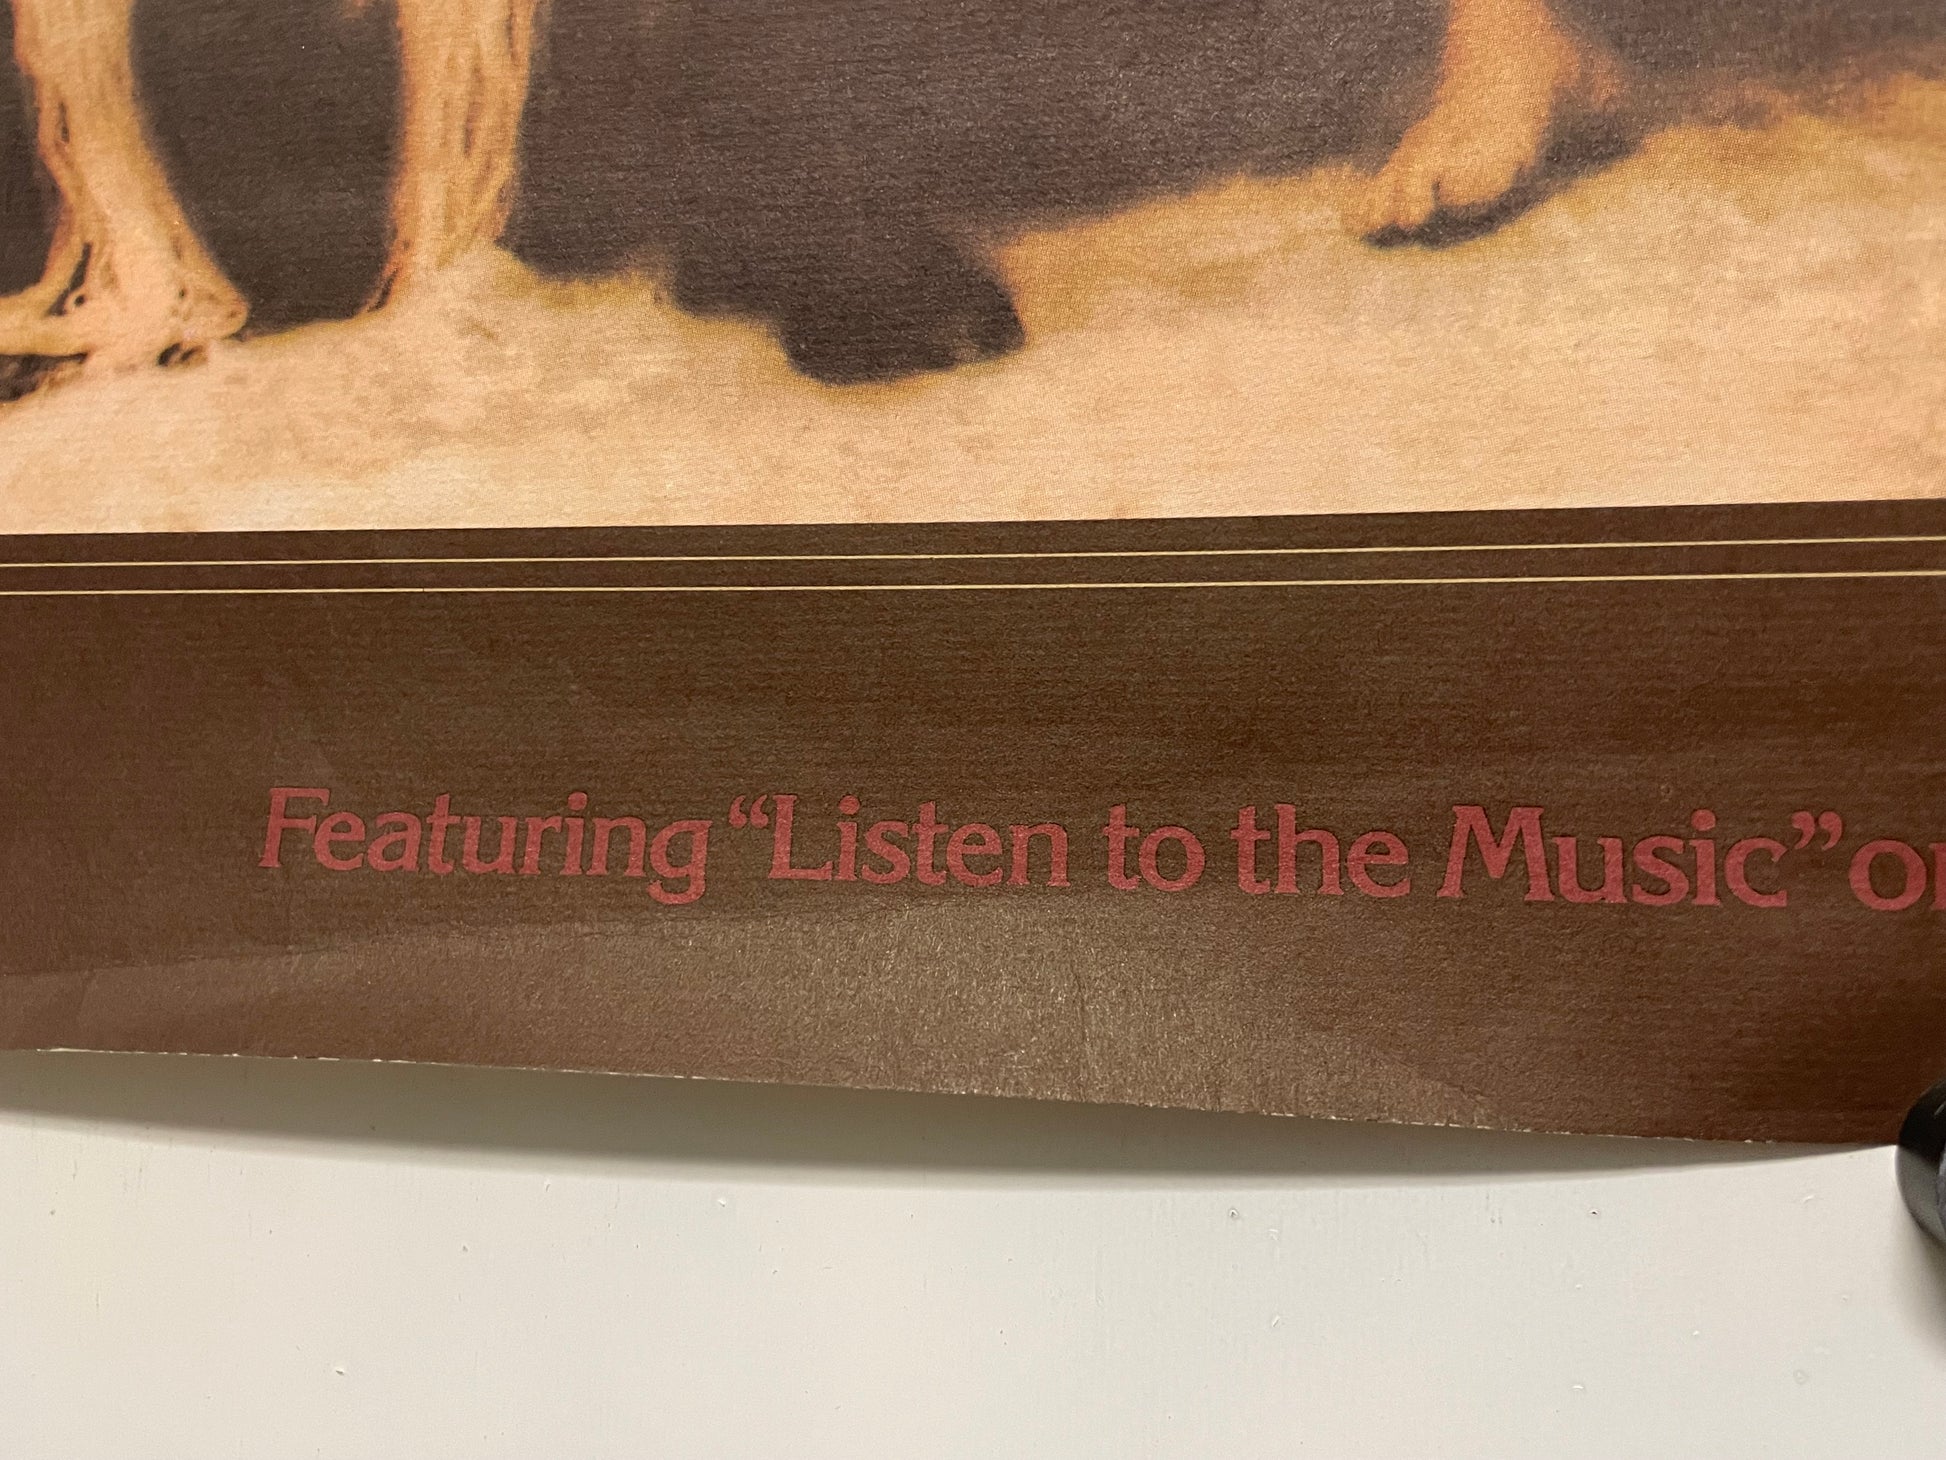 Featuring “Listen to the Music”